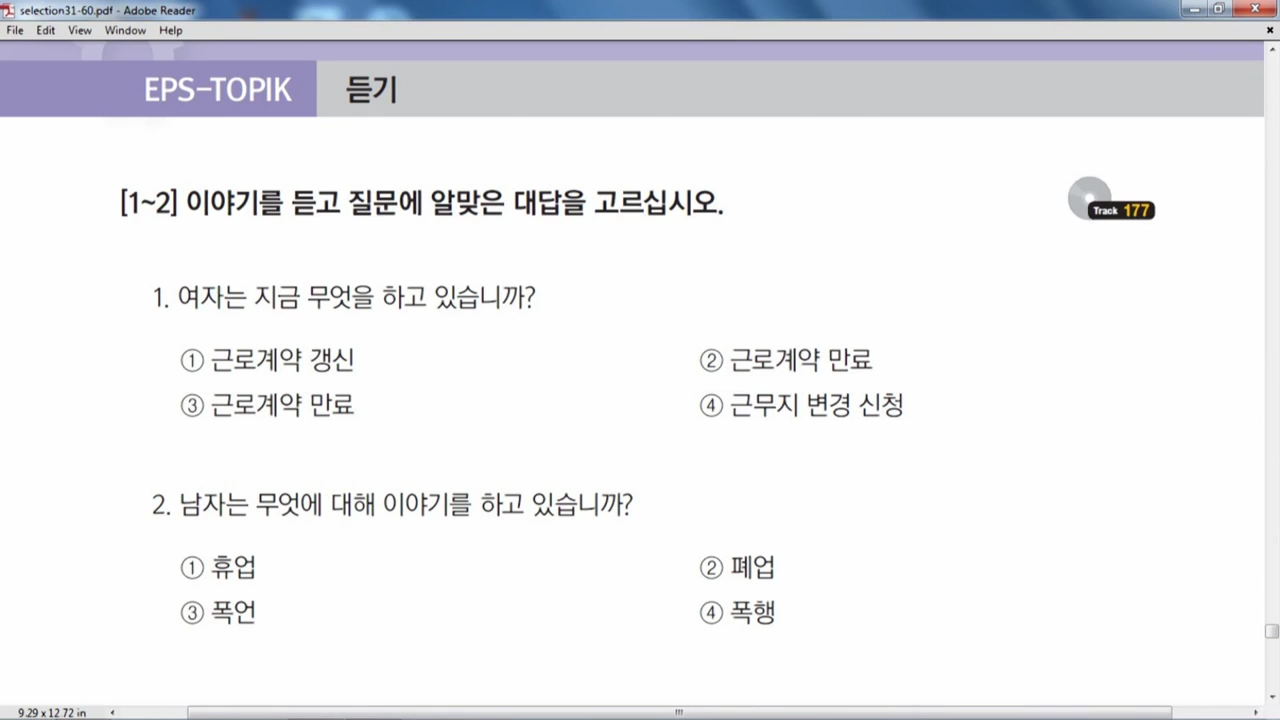 selection31-60.pdf - Adobe Reader
File Edit View Window Help
EPS-TOPIK 듣기
[1~2] 이야기를 듣고 질문에 알맞은 대답을 고르십시오.
Track 177
1. 여자는 지금 무엇을 하고 있습니까?
① 근로계약 갱신 ② 근로계약 만료
③ 근로계약 만료 ④ 근무지 변경 신청
2. 남자는 무엇에 대해 이야기를 하고 있습니까?
① 휴업 ② 폐업
③ 폭언 ④ 폭행
9.29 x 12.72 in